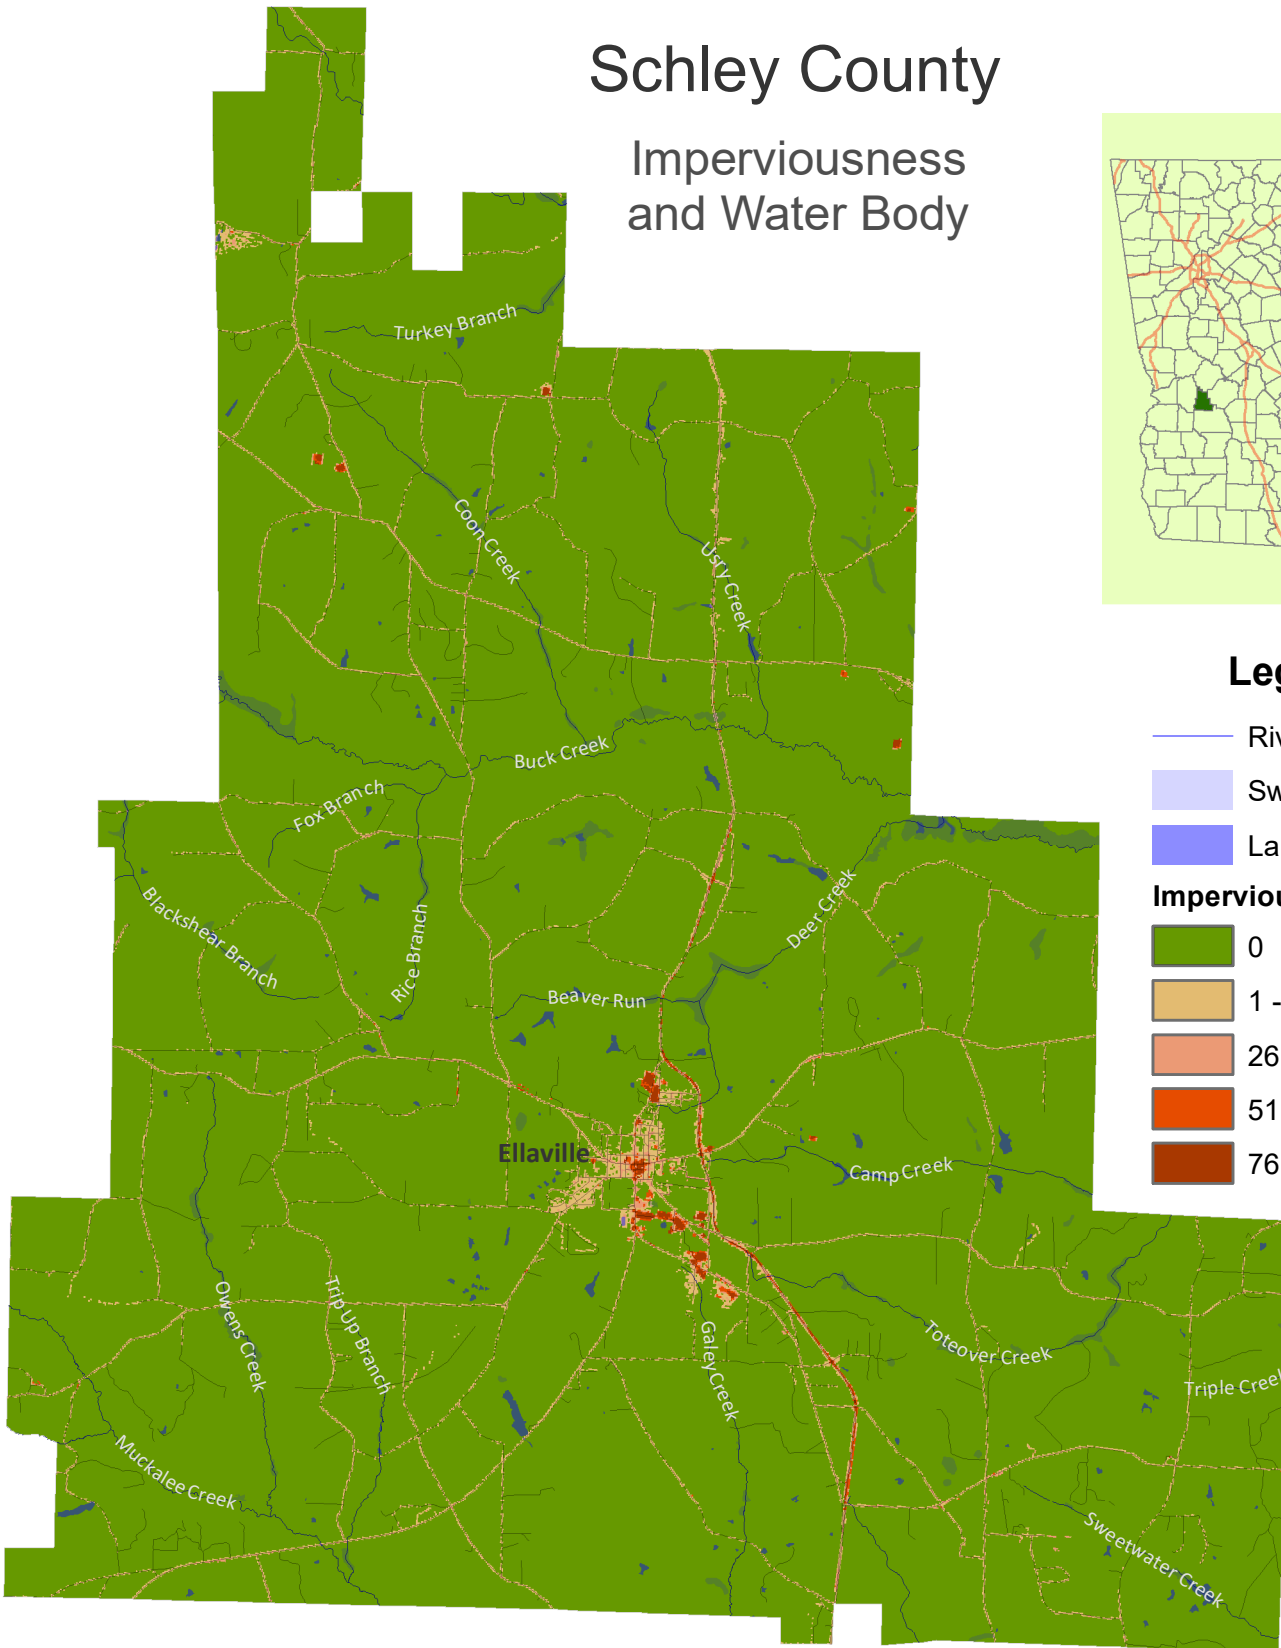 Schley County
Imperviousness
and Water Body
Turkey Branch
Coon Creek
Usry Creek
Buck Creek
Fox Branch
Blackshear Branch
Rice Branch
Deer Creek
Beaver Run
Ellaville
Camp Creek
Owens Creek
Trip Up Branch
Galey Creek
Toteover Creek
Triple Creek
Muckalee Creek
Sweetwater Creek
Leg
Riv
Sw
La
Imperviou
0
1 -
26
51
76